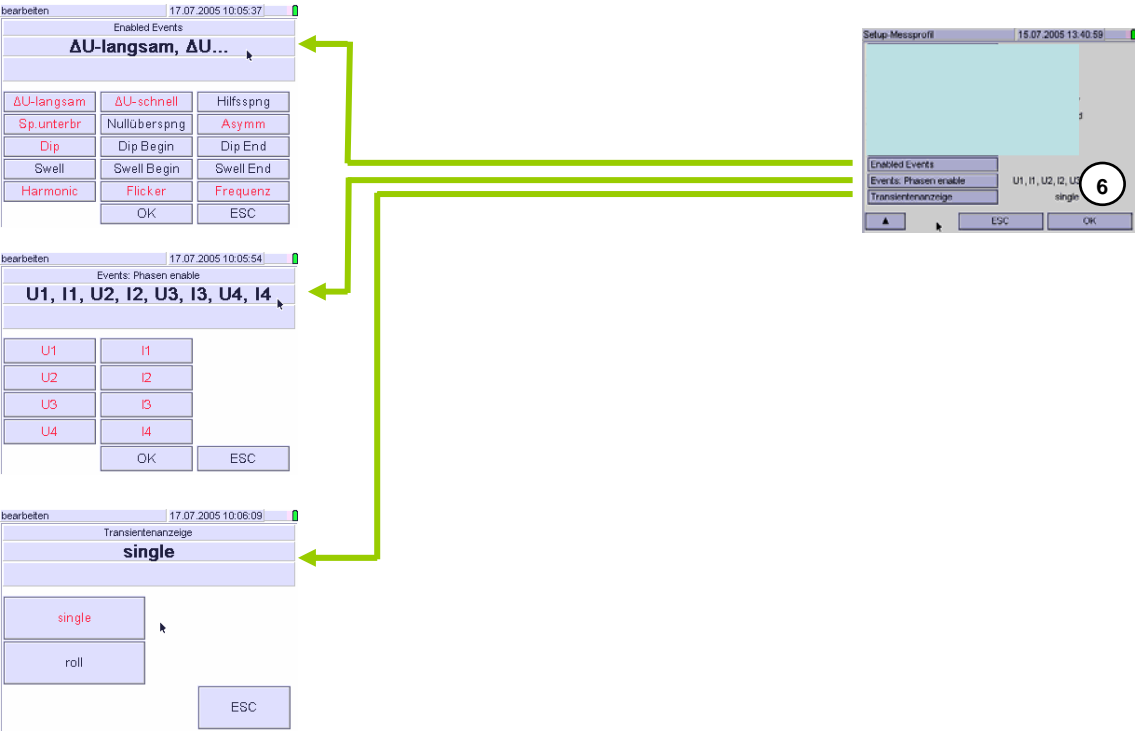 bearbeiten 17.07.2005 10:05:37
Enabled Events
ΔU-langsam, ΔU...
ΔU-langsam ΔU-schnell Hilfsspng
Sp.unterbr Nullüberspng Asymm
Dip Dip Begin Dip End
Swell Swell Begin Swell End
Harmonic Flicker Frequenz
OK ESC
bearbeiten 17.07.2005 10:05:54
Events: Phasen enable
U1, I1, U2, I2, U3, I3, U4, I4
U1 I1
U2 I2
U3 I3
U4 I4
OK ESC
bearbeiten 17.07.2005 10:06:09
Transientenanzeige
single
single
roll
ESC
Setup-Messprofil 15.07.2005 13:40:59
Enabled Events
Events: Phasen enable U1, I1, U2, I2, U3
Transientenanzeige single
6
▲ ESC OK